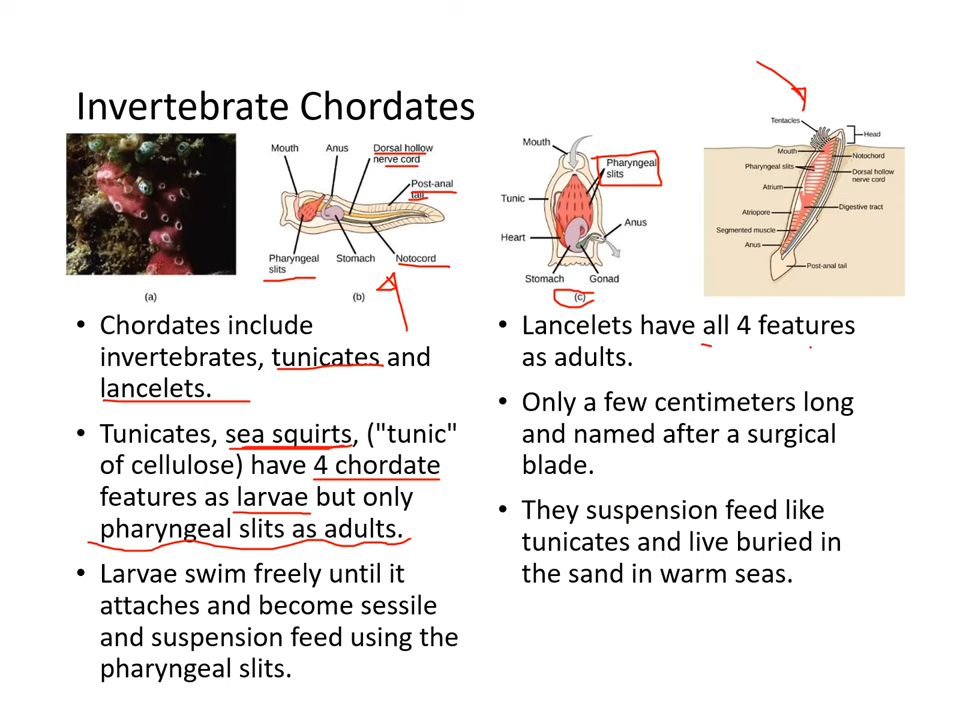 Invertebrate Chordates
Mouth
Anus
Dorsal hollow
nerve cord
Post-anal
tail
Pharyngeal
slits
Stomach
Notocord
(a)
(b)
Mouth
Pharyngeal
slits
Tunic
Anus
Heart
Stomach
Gonad
(c)
Tentacles
Head
Mouth
Notochord
Pharyngeal slits
Dorsal hollow
nerve cord
Atrium
Digestive tract
Atriopore
Segmented muscle
Anus
Post-anal tail
• Chordates include
invertebrates, tunicates and
lancelets.
• Tunicates, sea squirts, ("tunic"
of cellulose) have 4 chordate
features as larvae but only
pharyngeal slits as adults.
• Larvae swim freely until it
attaches and become sessile
and suspension feed using the
pharyngeal slits.
• Lancelets have all 4 features
as adults.
• Only a few centimeters long
and named after a surgical
blade.
• They suspension feed like
tunicates and live buried in
the sand in warm seas.